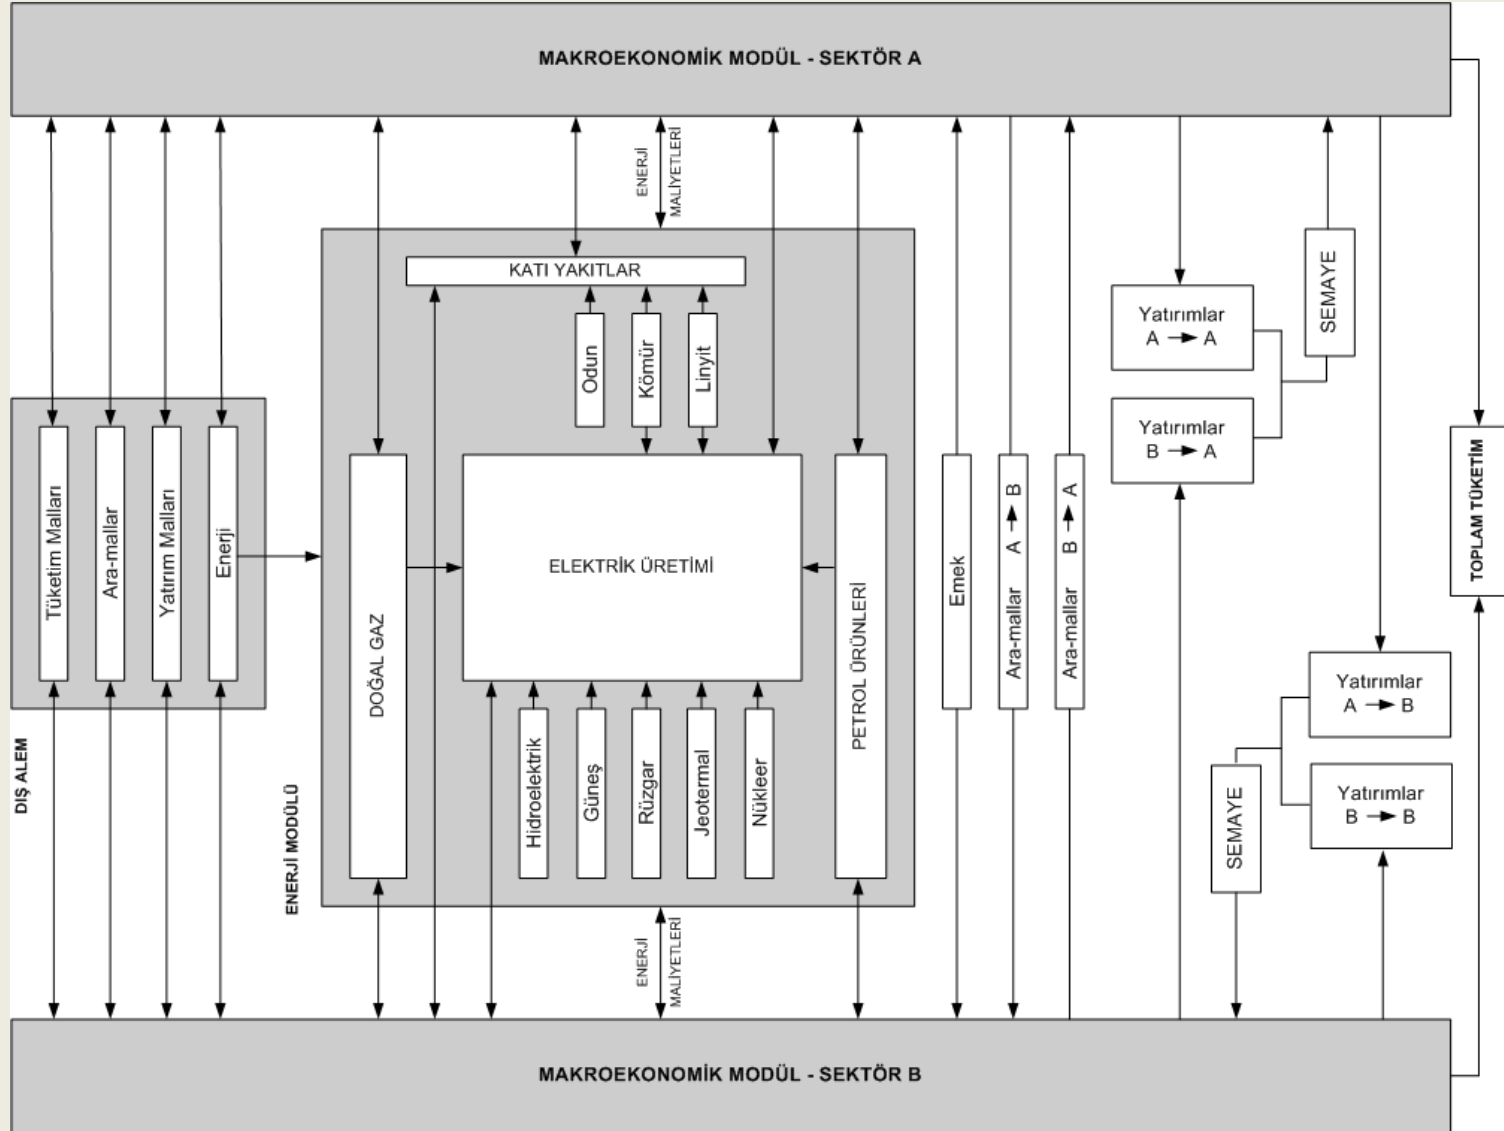 MAKROEKONOMİK MODÜL - SEKTÖR A
ENERJİ
MALİYETLERİ
KATI YAKITLAR
Odun
Kömür
Linyit
SEMAYE
Yatırımlar
A → A
Yatırımlar
B → A
Tüketim Malları
Ara-mallar
Yatırım Malları
Enerji
DIŞ ALEM
ENERJİ MODÜLÜ
DOĞAL GAZ
ELEKTRİK ÜRETİMİ
PETROL ÜRÜNLERİ
Hidroelektrik
Güneş
Rüzgar
Jeotermal
Nükleer
Emek
Ara-mallar A → B
Ara-mallar B → A
TOPLAM TÜKETİM
Yatırımlar
A → B
Yatırımlar
B → B
SEMAYE
ENERJİ
MALİYETLERİ
MAKROEKONOMİK MODÜL - SEKTÖR B